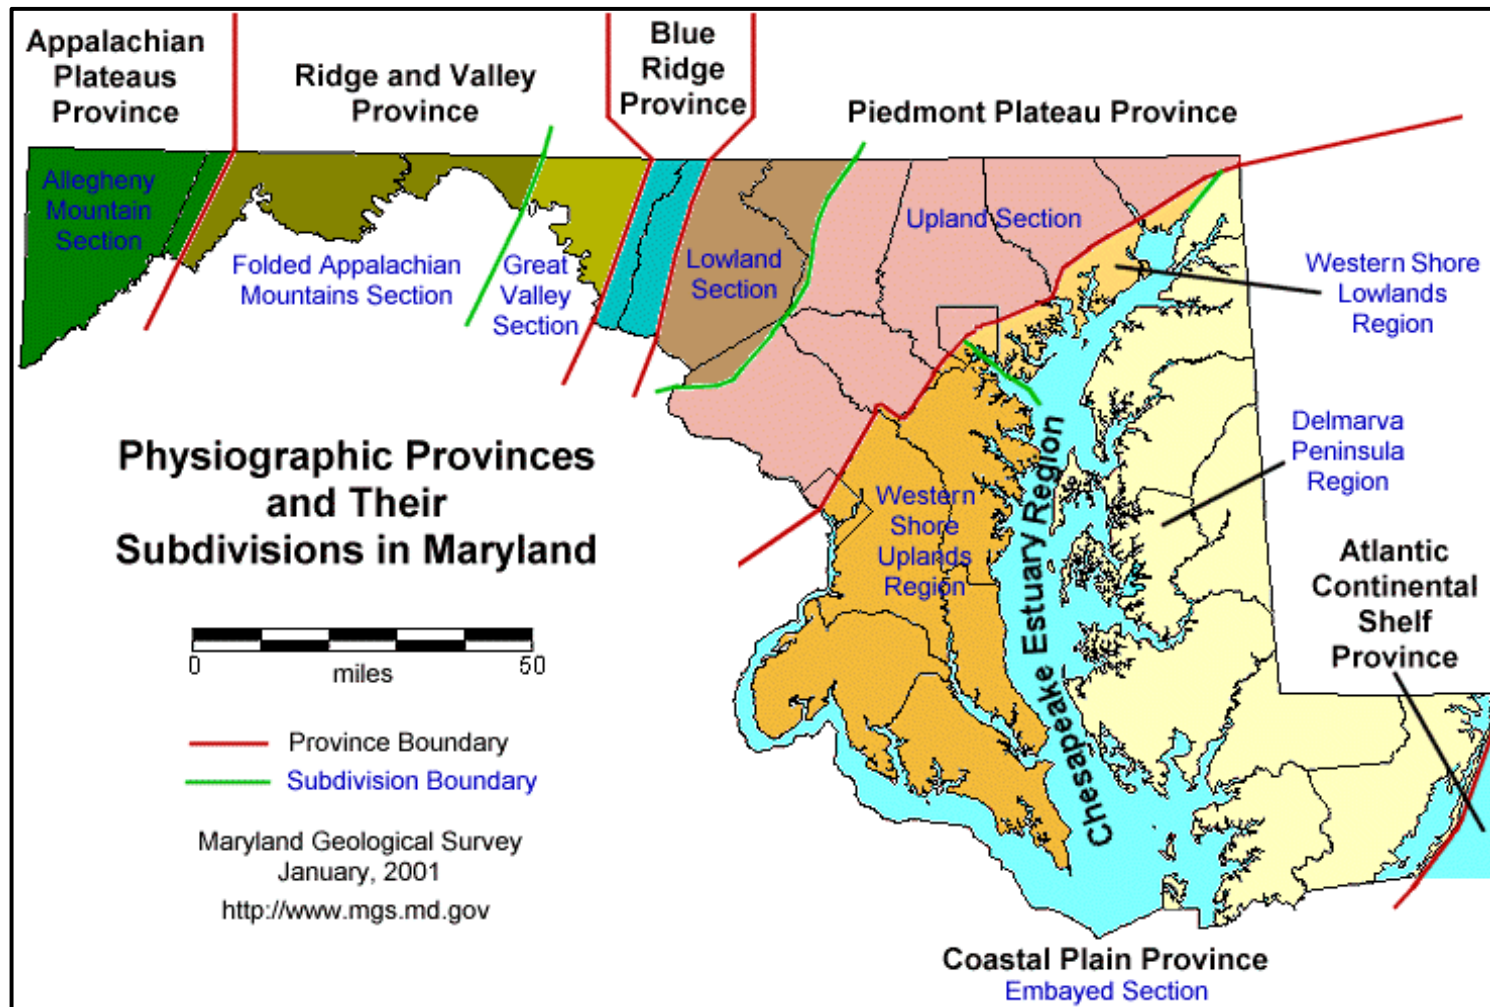 Appalachian
Plateaus
Province
Ridge and Valley
Province
Blue
Ridge
Province
Piedmont Plateau Province
Allegheny
Mountain
Section
Folded Appalachian
Mountains Section
Great
Valley
Section
Lowland
Section
Upland Section
Western Shore
Lowlands
Region
Delmarva
Peninsula
Region
Western
Shore
Uplands
Region
Chesapeake Estuary Region
Atlantic
Continental
Shelf
Province
Physiographic Provinces
and Their
Subdivisions in Maryland
0 50
miles
Province Boundary
Subdivision Boundary
Maryland Geological Survey
January, 2001
http://www.mgs.md.gov
Coastal Plain Province
Embayed Section